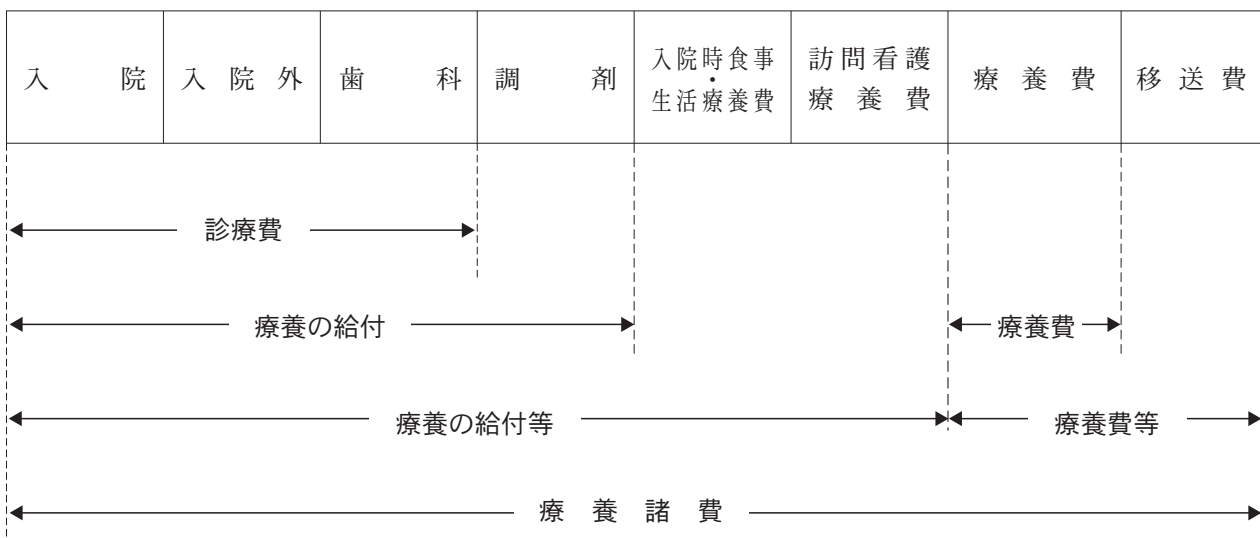 入院
入院外
歯科
調剤
入院時食事
・
生活療養費
訪問看護
療養費
療養費
移送費
診療費
療養の給付
療養費
療養の給付等
療養費等
療養諸費